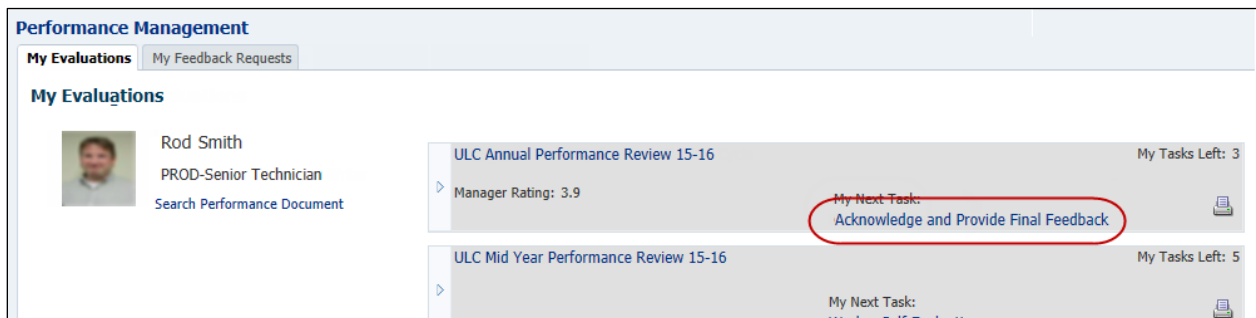 Performance Management
My Evaluations My Feedback Requests
My Evaluations
Rod Smith
PROD-Senior Technician
Search Performance Document
ULC Annual Performance Review 15-16 My Tasks Left: 3
Manager Rating: 3.9
My Next Task:
Acknowledge and Provide Final Feedback
ULC Mid Year Performance Review 15-16 My Tasks Left: 5
My Next Task: